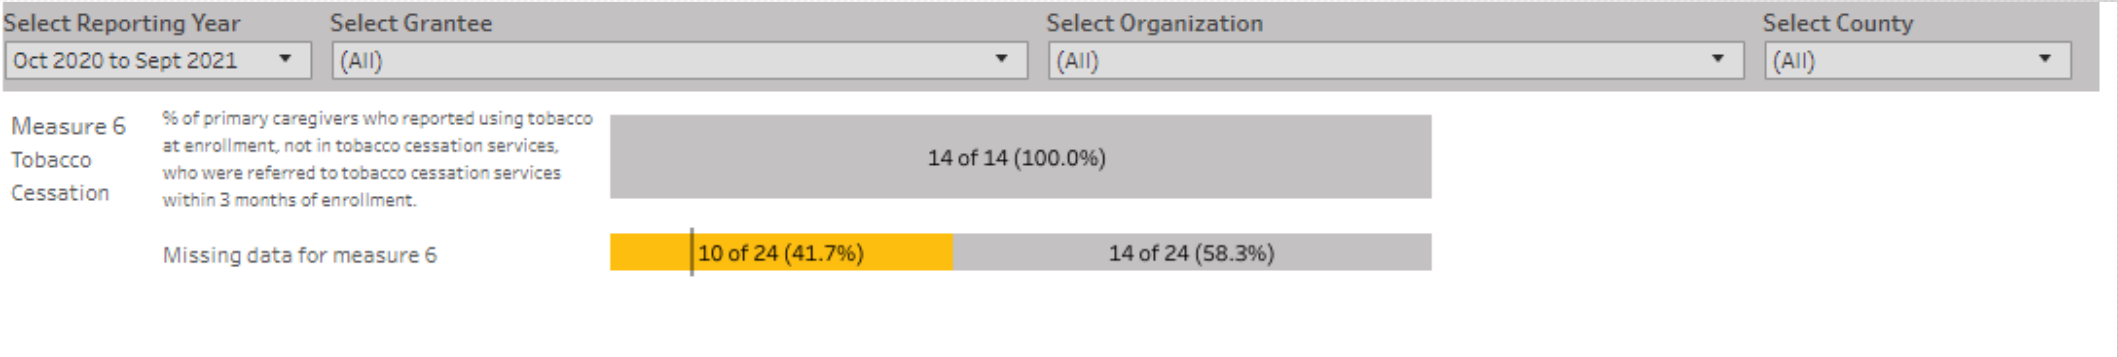 Select Reporting Year
Select Grantee
Select Organization
Select County
Oct 2020 to Sept 2021
(All)
(All)
(All)
Measure 6
Tobacco
Cessation
% of primary caregivers who reported using tobacco
at enrollment, not in tobacco cessation services,
who were referred to tobacco cessation services
within 3 months of enrollment.
14 of 14 (100.0%)
Missing data for measure 6
10 of 24 (41.7%)
14 of 24 (58.3%)